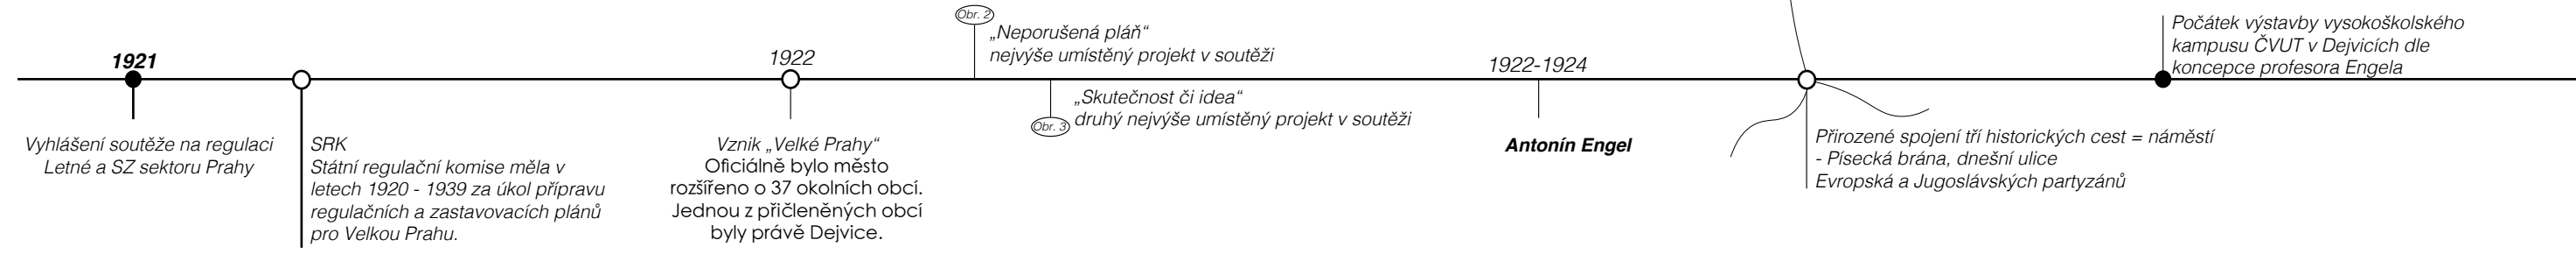 1921
Vyhlášení soutěže na regulaci
Letné a SZ sektoru Prahy
SRK
Státní regulační komise měla v
letech 1920 - 1939 za úkol přípravu
regulačních a zastavovacích plánů
pro Velkou Prahu.
1922
Vznik „Velké Prahy“
Oficiálně bylo město
rozšířeno o 37 okolních obcí.
Jednou z přičleněných obcí
byly právě Dejvice.
Obr. 2
„Neporušená pláň“
nejvýše umístěný projekt v soutěži
Obr. 3
„Skutečnost či idea“
druhý nejvýše umístěný projekt v soutěži
1922-1924
Antonín Engel
Přirozené spojení tří historických cest = náměstí
- Písecká brána, dnešní ulice
Evropská a Jugoslávských partyzánů
Počátek výstavby vysokoškolského
kampusu ČVUT v Dejvicích dle
koncepce profesora Engela